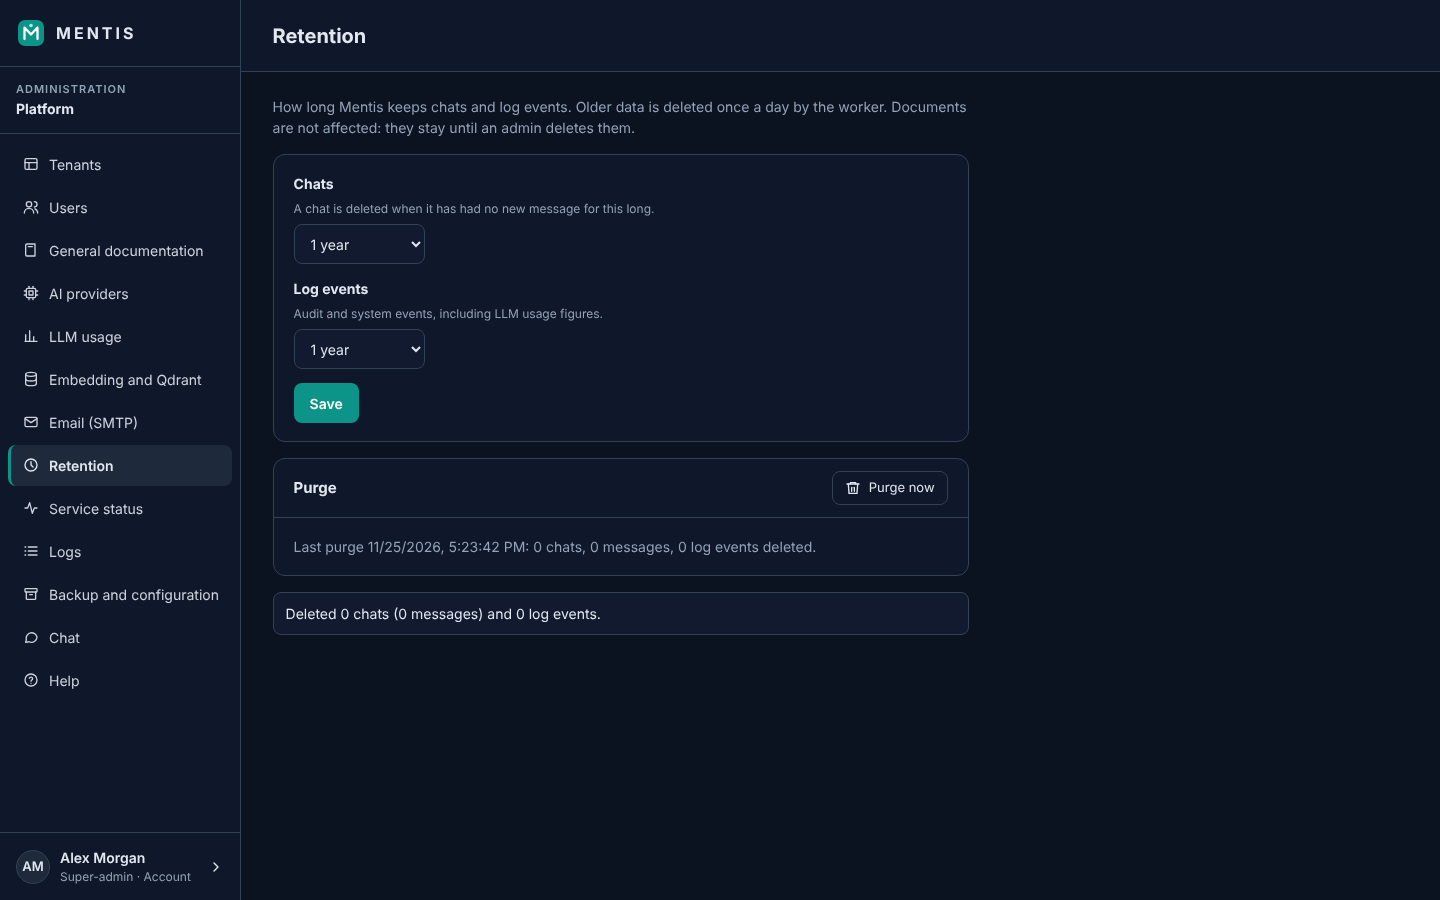 MENTIS
ADMINISTRATION
Platform
Tenants
Users
General documentation
AI providers
LLM usage
Embedding and Qdrant
Email (SMTP)
Retention
Service status
Logs
Backup and configuration
Chat
Help
AM
Alex Morgan
Super-admin · Account
Retention
How long Mentis keeps chats and log events. Older data is deleted once a day by the worker. Documents
are not affected: they stay until an admin deletes them.
Chats
A chat is deleted when it has had no new message for this long.
1 year
Log events
Audit and system events, including LLM usage figures.
1 year
Save
Purge
Purge now
Last purge 11/25/2026, 5:23:42 PM: 0 chats, 0 messages, 0 log events deleted.
Deleted 0 chats (0 messages) and 0 log events.